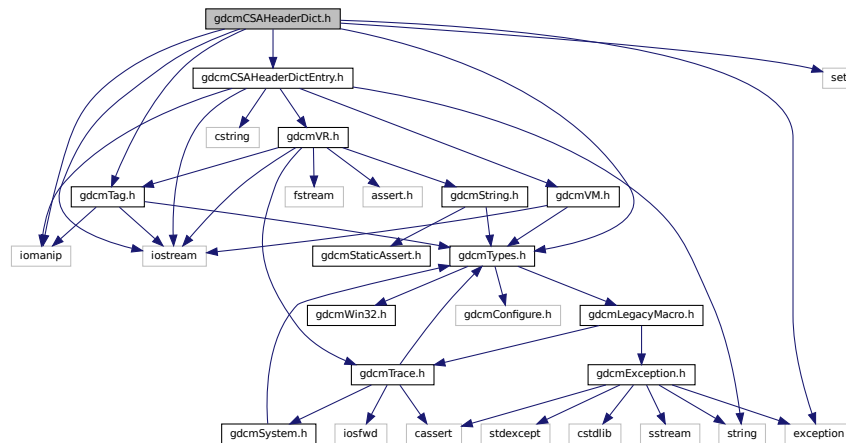 gdcmCSAHeaderDict.h
gdcmCSAHeaderDictEntry.h
set
cstring
gdcmVR.h
gdcmTag.h
fstream
assert.h
gdcmString.h
gdcmVM.h
iomanip
iostream
gdcmStaticAssert.h
gdcmTypes.h
gdcmWin32.h
gdcmConfigure.h
gdcmLegacyMacro.h
gdcmTrace.h
gdcmException.h
gdcmSystem.h
iosfwd
cassert
stdexcept
cstdlib
sstream
string
exception